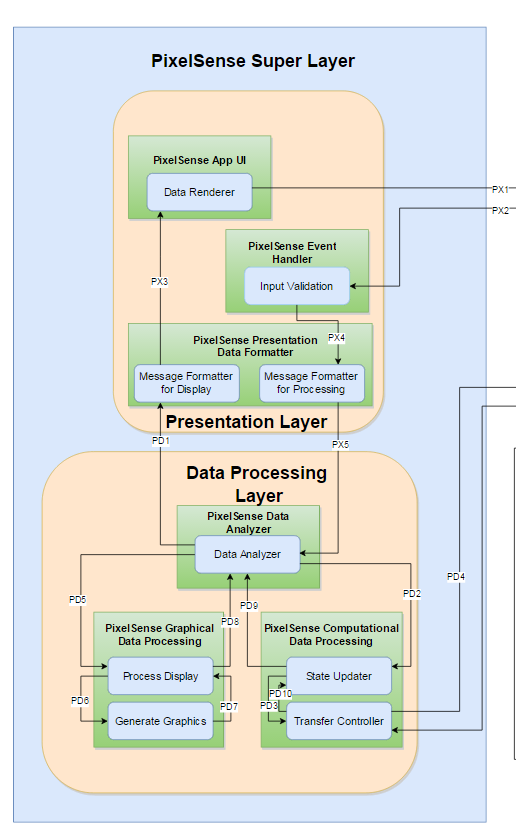 PixelSense Super Layer
PixelSense App UI
Data Renderer
PX1
PX2
PixelSense Event
Handler
Input Validation
PX3
PX4
PixelSense Presentation
Data Formatter
Message Formatter
for Display
Message Formatter
for Processing
Presentation Layer
PD1
PX5
Data Processing
Layer
PixelSense Data
Analyzer
Data Analyzer
PD4
PD2
PD5
PD9
PD8
PixelSense Graphical
Data Processing
PixelSense Computational
Data Processing
Process Display
State Updater
PD10
PD6
PD7
PD3
Generate Graphics
Transfer Controller